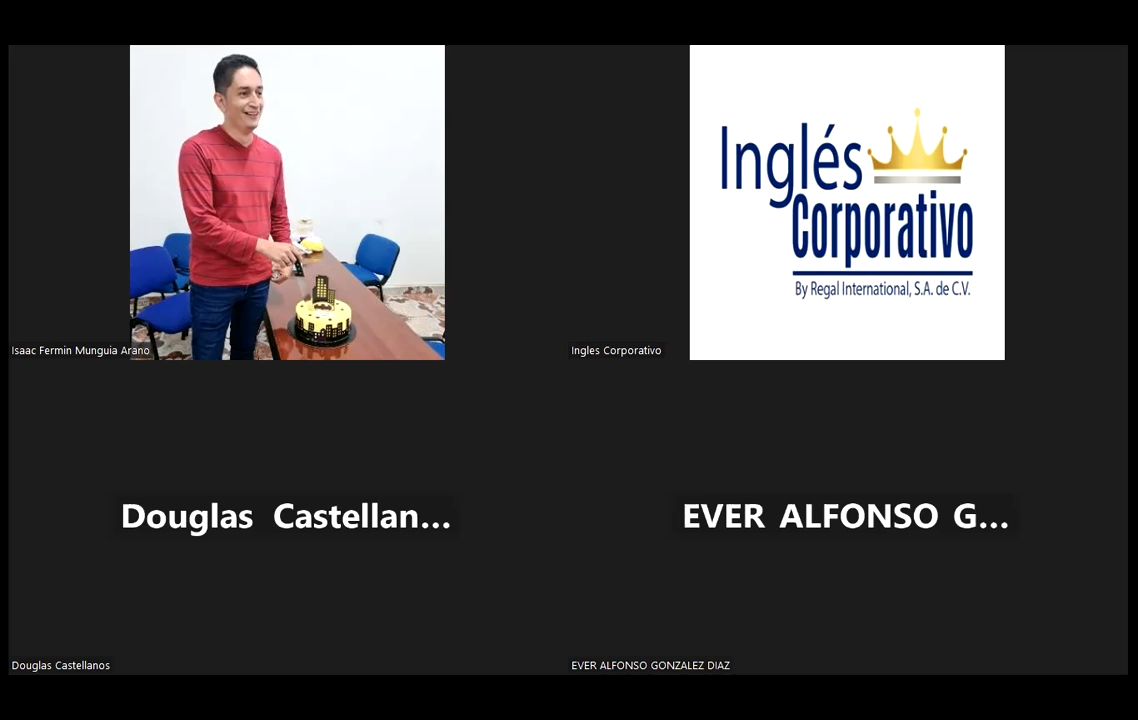 Inglés
Corporativo
By Regal International, S.A. de C.V.
Isaac Fermin Munguia Arano
Ingles Corporativo
Douglas Castellan...
EVER ALFONSO G...
Douglas Castellanos
EVER ALFONSO GONZALEZ DIAZ